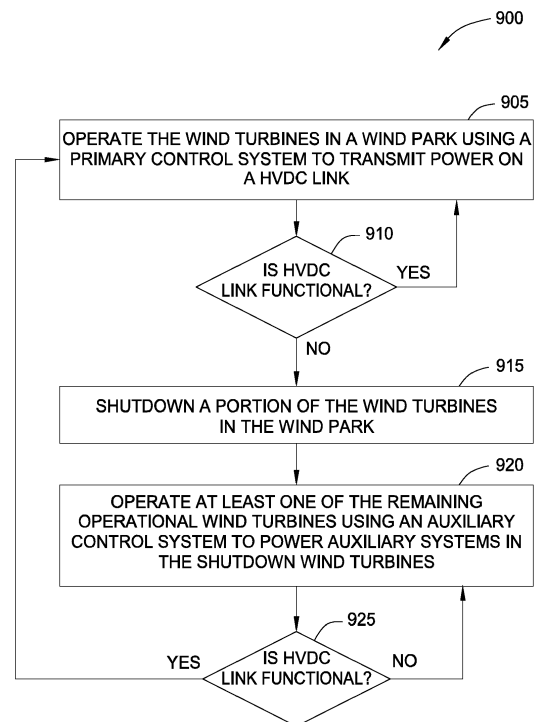 900
905
OPERATE THE WIND TURBINES IN A WIND PARK USING A
PRIMARY CONTROL SYSTEM TO TRANSMIT POWER ON
A HVDC LINK
910
IS HVDC
LINK FUNCTIONAL?
YES
NO
915
SHUTDOWN A PORTION OF THE WIND TURBINES
IN THE WIND PARK
920
OPERATE AT LEAST ONE OF THE REMAINING
OPERATIONAL WIND TURBINES USING AN AUXILIARY
CONTROL SYSTEM TO POWER AUXILIARY SYSTEMS IN
THE SHUTDOWN WIND TURBINES
925
YES
IS HVDC
LINK FUNCTIONAL?
NO